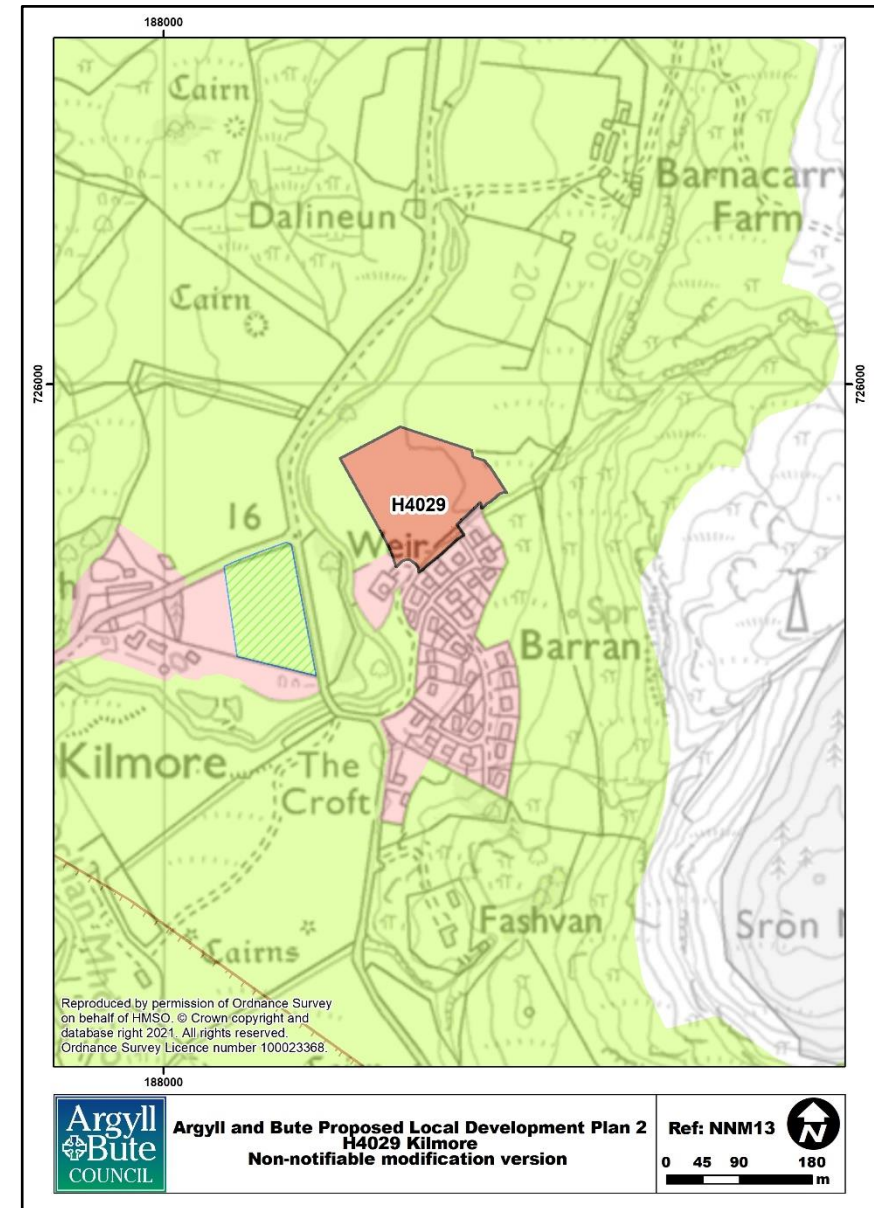 188000
Cairn
Barnacarry
Farm
Dalineun
30
50
20
Cairn
726000
726000
H4029
16
Weir
Spr
Barran
Kilmore
The
Croft
Fashvan
Sròn
Cairns
Reproduced by permission of Ordnance Survey
on behalf of HMSO. © Crown copyright and
database right 2021. All rights reserved.
Ordnance Survey Licence number 100023368.
188000
Argyll
&Bute
COUNCIL
Argyll and Bute Proposed Local Development Plan 2
H4029 Kilmore
Non-notifiable modification version
Ref: NNM13
N
0 45 90 180
m